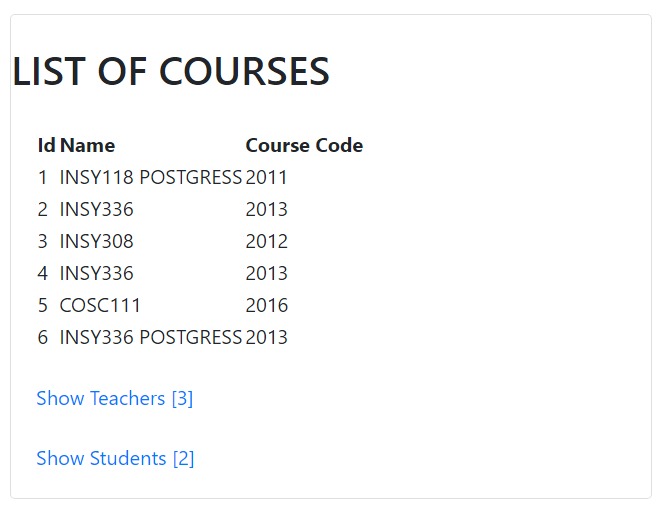 LIST OF COURSES
Id Name Course Code
1 INSY118 POSTGRESS 2011
2 INSY336 2013
3 INSY308 2012
4 INSY336 2013
5 COSC111 2016
6 INSY336 POSTGRESS 2013
Show Teachers [3]
Show Students [2]